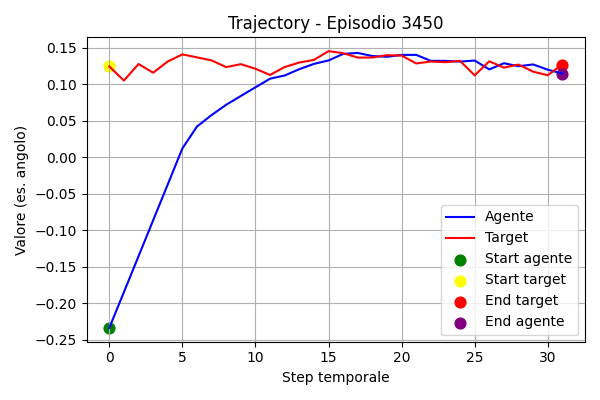 Trajectory - Episodio 3450
Valore (es. angolo)
0.15
0.10
0.05
0.00
−0.05
−0.10
−0.15
−0.20
−0.25
Agente
Target
Start agente
Start target
End target
End agente
0 5 10 15 20 25 30
Step temporale